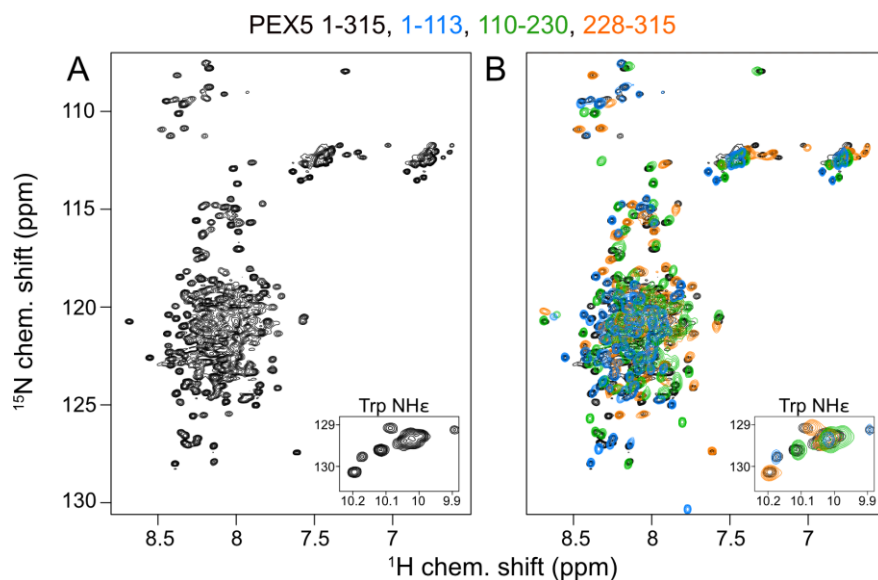 PEX5 1-315, 1-113, 110-230, 228-315
A
B
110
115
120
125
130
15N chem. shift (ppm)
Trp NHε
129
130
10.2 10.1 10 9.9
Trp NHε
129
130
10.2 10.1 10 9.9
8.5 8 7.5 7
8.5 8 7.5 7
1H chem. shift (ppm)